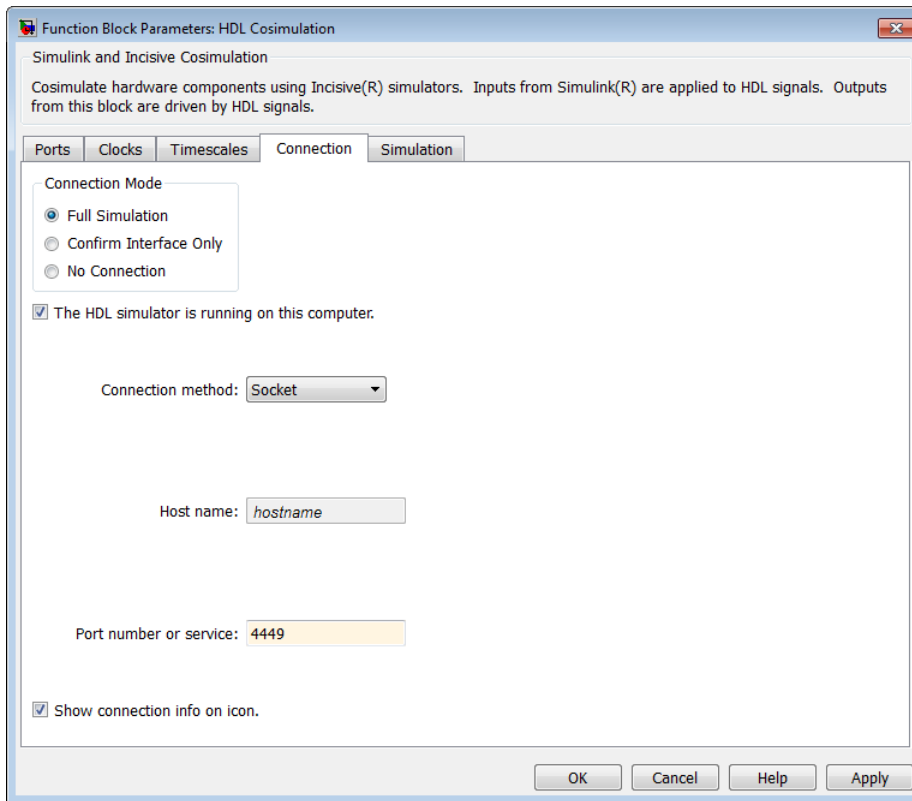 Function Block Parameters: HDL Cosimulation
Simulink and Incisive Cosimulation
Cosimulate hardware components using Incisive(R) simulators. Inputs from Simulink(R) are applied to HDL signals. Outputs
from this block are driven by HDL signals.
Ports Clocks Timescales Connection Simulation
Connection Mode
Full Simulation
Confirm Interface Only
No Connection
The HDL simulator is running on this computer.
Connection method: Socket
Host name: hostname
Port number or service: 4449
Show connection info on icon.
OK Cancel Help Apply